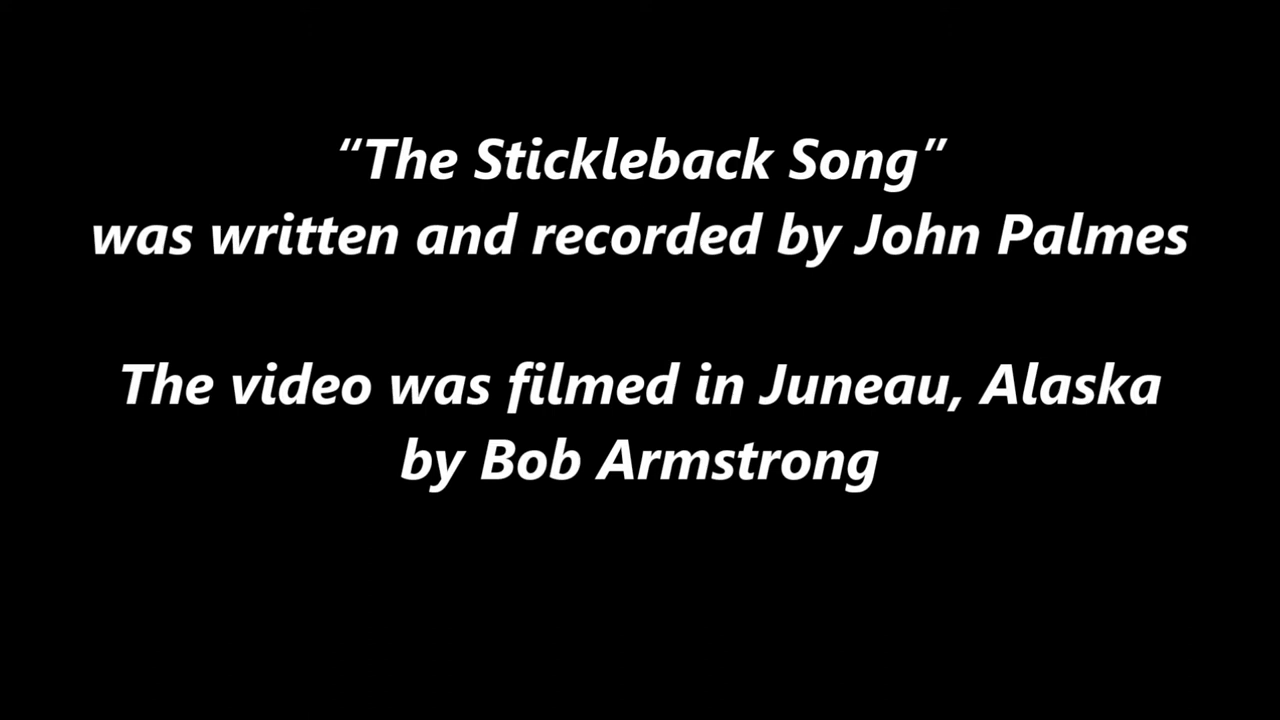 “The Stickleback Song”
was written and recorded by John Palmes
The video was filmed in Juneau, Alaska
by Bob Armstrong